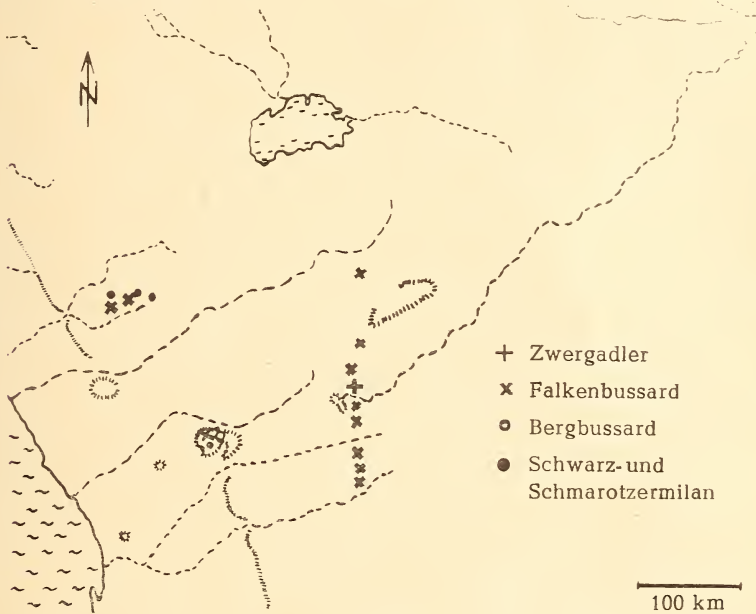 N
+ Zwergadler
× Falkenbussard
Bergbussard
● Schwarz-und
Schmarotzermilan
100 km